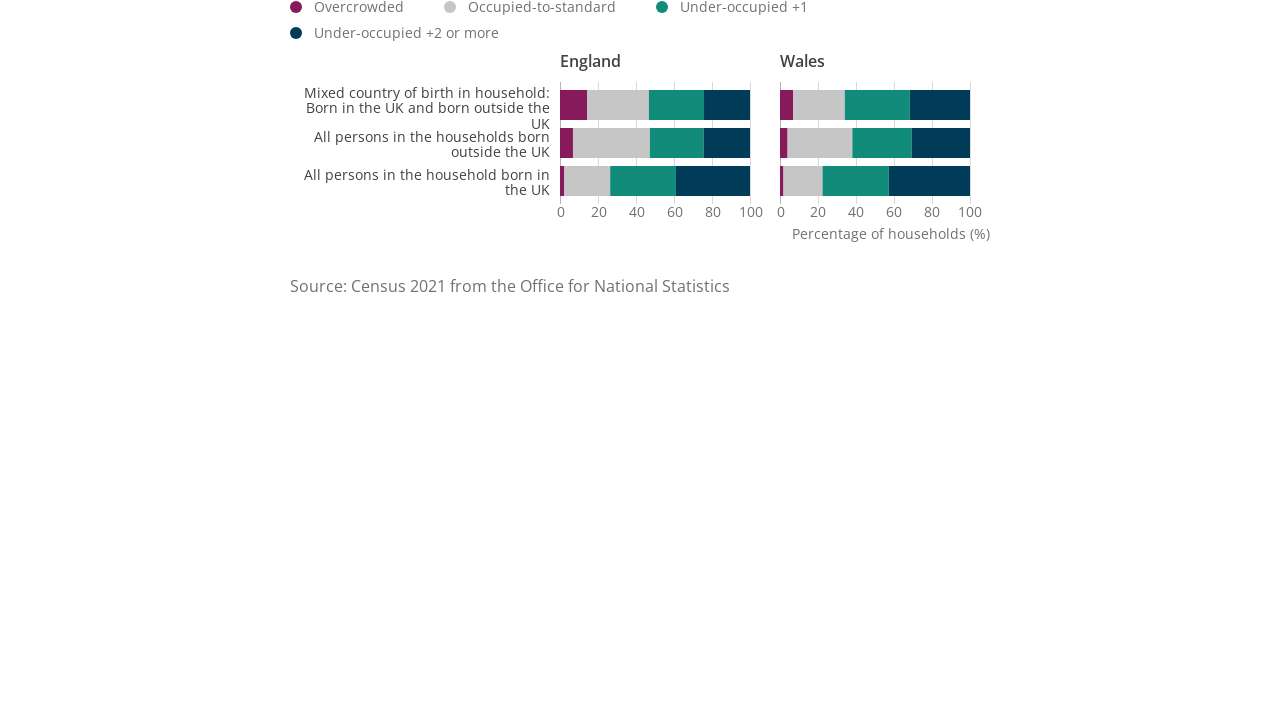 Overcrowded
Occupied-to-standard
Under-occupied +1
Under-occupied +2 or more
England
Wales
Mixed country of birth in household:
Born in the UK and born outside the
UK
All persons in the households born
outside the UK
All persons in the household born in
the UK
0 20 40 60 80 100
0 20 40 60 80 100
Percentage of households (%)
Source: Census 2021 from the Office for National Statistics